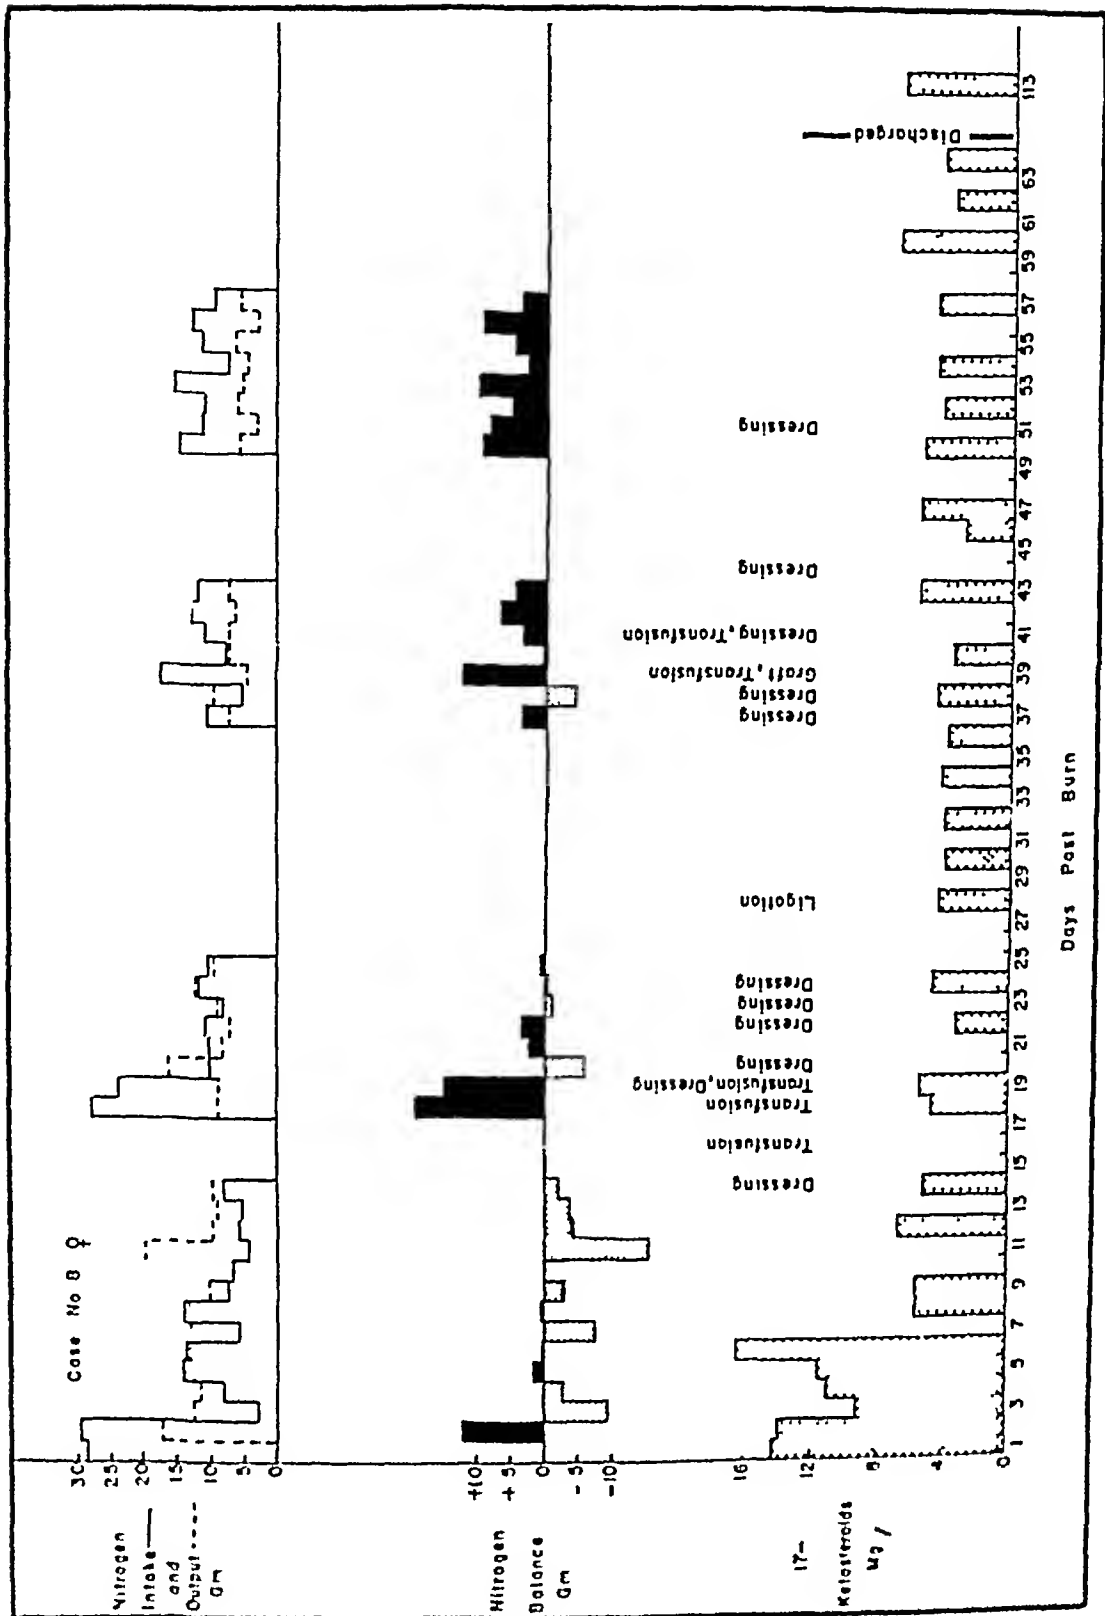 Case No 8 ♀
Nitrogen
Intake
and
Output
Gm
30
25
20
15
10
5
0
Nitrogen
Balance
Gm
+10
+5
0
-5
-10
Dressing
Transfusion
Transfusion
Transfusion, Dressing
Dressing
Dressing
Dressing
Dressing
Ligation
Dressing
Dressing
Graft, Transfusion
Dressing, Transfusion
Dressing
Dressing
Discharged
17-
Ketosteroids
Mg/
16
12
8
4
0
1 3 5 7 9 11 13 15 17 19 21 23 25 27 29 31 33 35 37 39 41 43 45 47 49 51 53 55 57 59 61 63 113
Days Post Burn